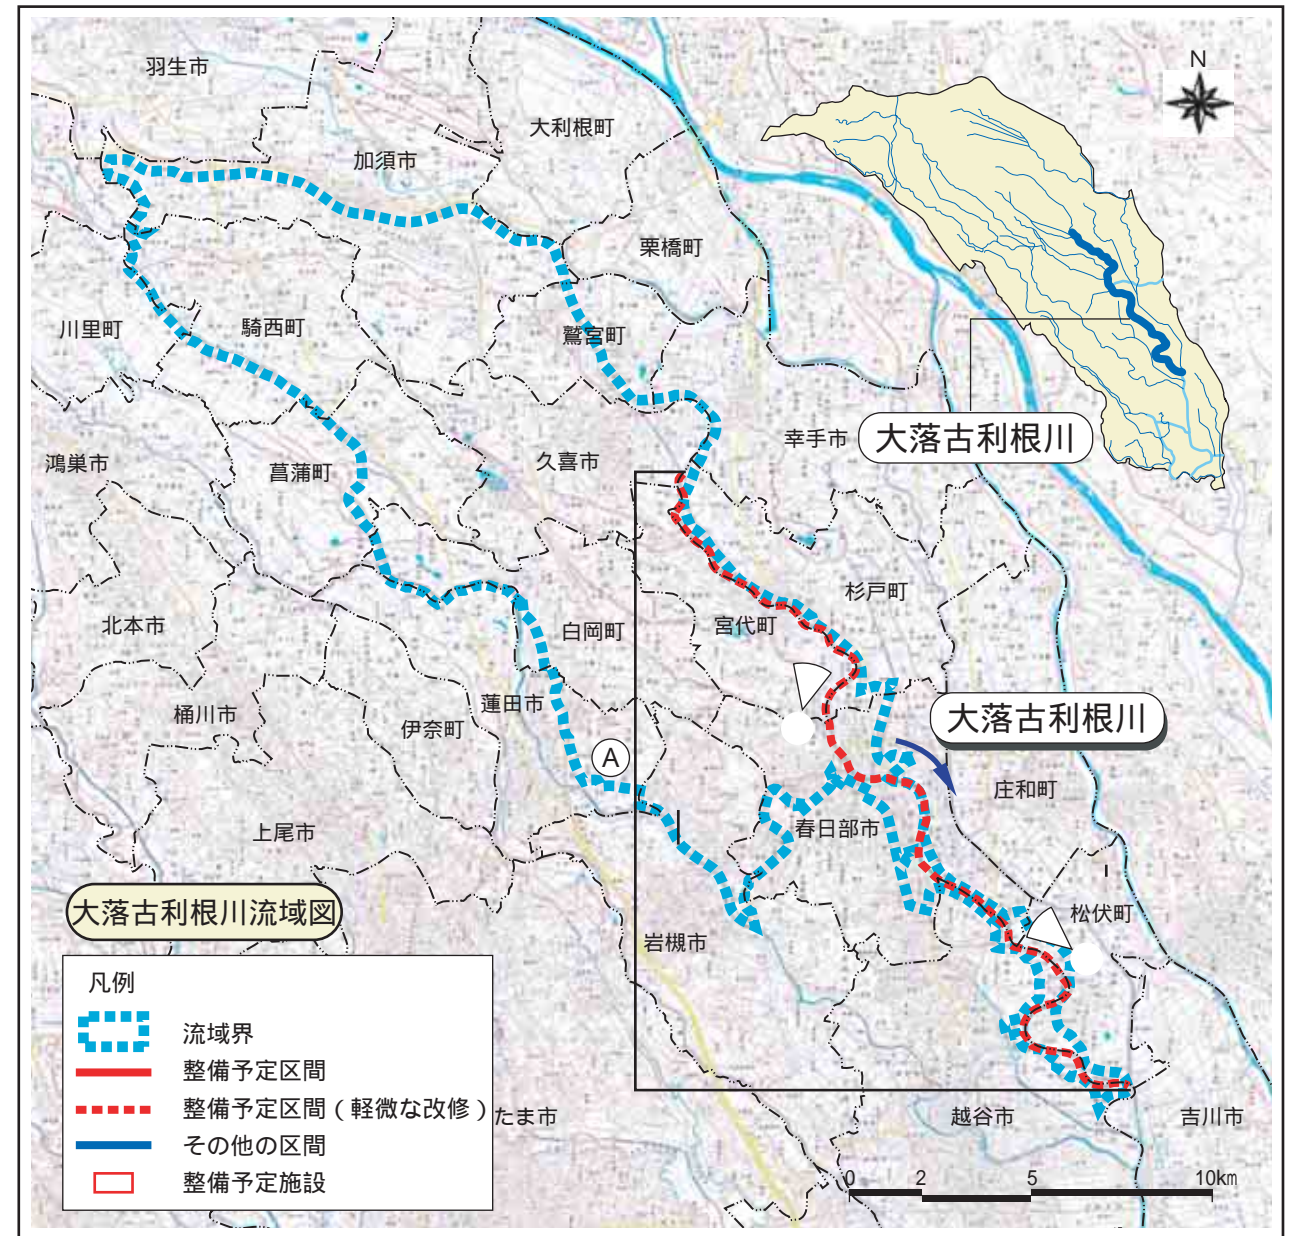 N
羽生市
大利根町
加須市
栗橋町
川里町
騎西町
鷲宮町
大落古利根川
幸手市
久喜市
鴻巣市
菖蒲町
杉戸町
北本市
白岡町
宮代町
桶川市
伊奈町
蓮田市
大落古利根川
A
庄和町
上尾市
春日部市
大落古利根川流域図
松伏町
岩槻市
凡例
流域界
整備予定区間
整備予定区間(軽微な改修)
たま市
越谷市
吉川市
その他の区間
整備予定施設
0 2 5 10km